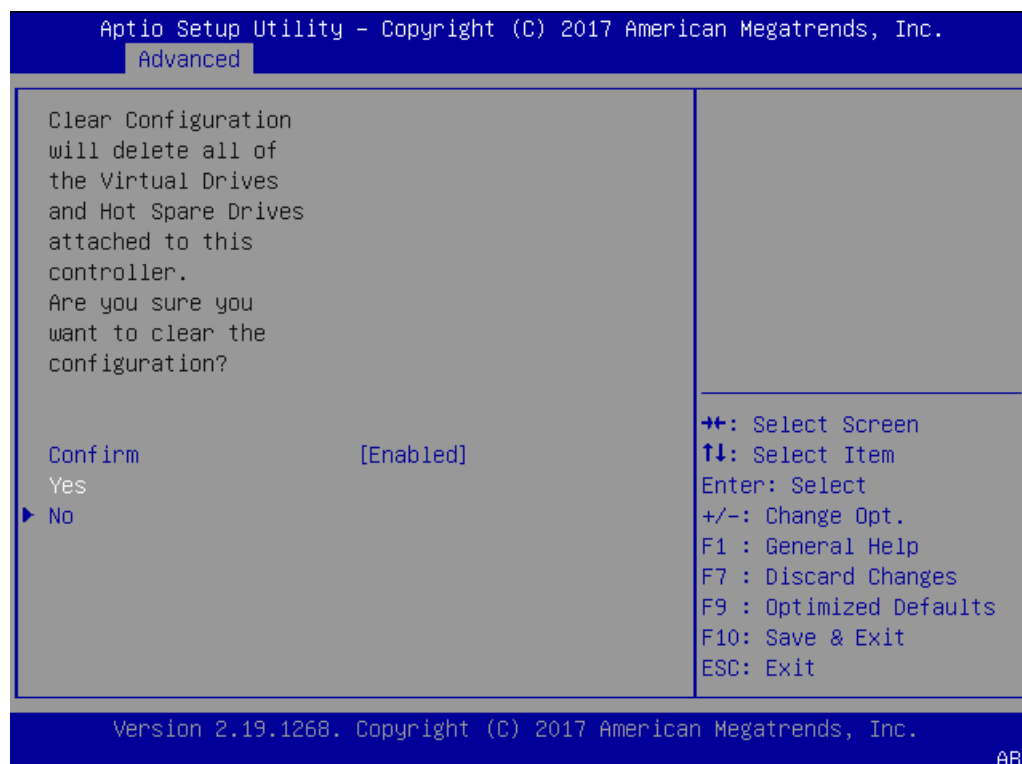 Aptio Setup Utility – Copyright (C) 2017 American Megatrends, Inc.
Advanced
Clear Configuration
will delete all of
the Virtual Drives
and Hot Spare Drives
attached to this
controller.
Are you sure you
want to clear the
configuration?
Confirm [Enabled]
Yes
No
→←: Select Screen
↑↓: Select Item
Enter: Select
+/-: Change Opt.
F1 : General Help
F7 : Discard Changes
F9 : Optimized Defaults
F10: Save & Exit
ESC: Exit
Version 2.19.1268. Copyright (C) 2017 American Megatrends, Inc.
AB